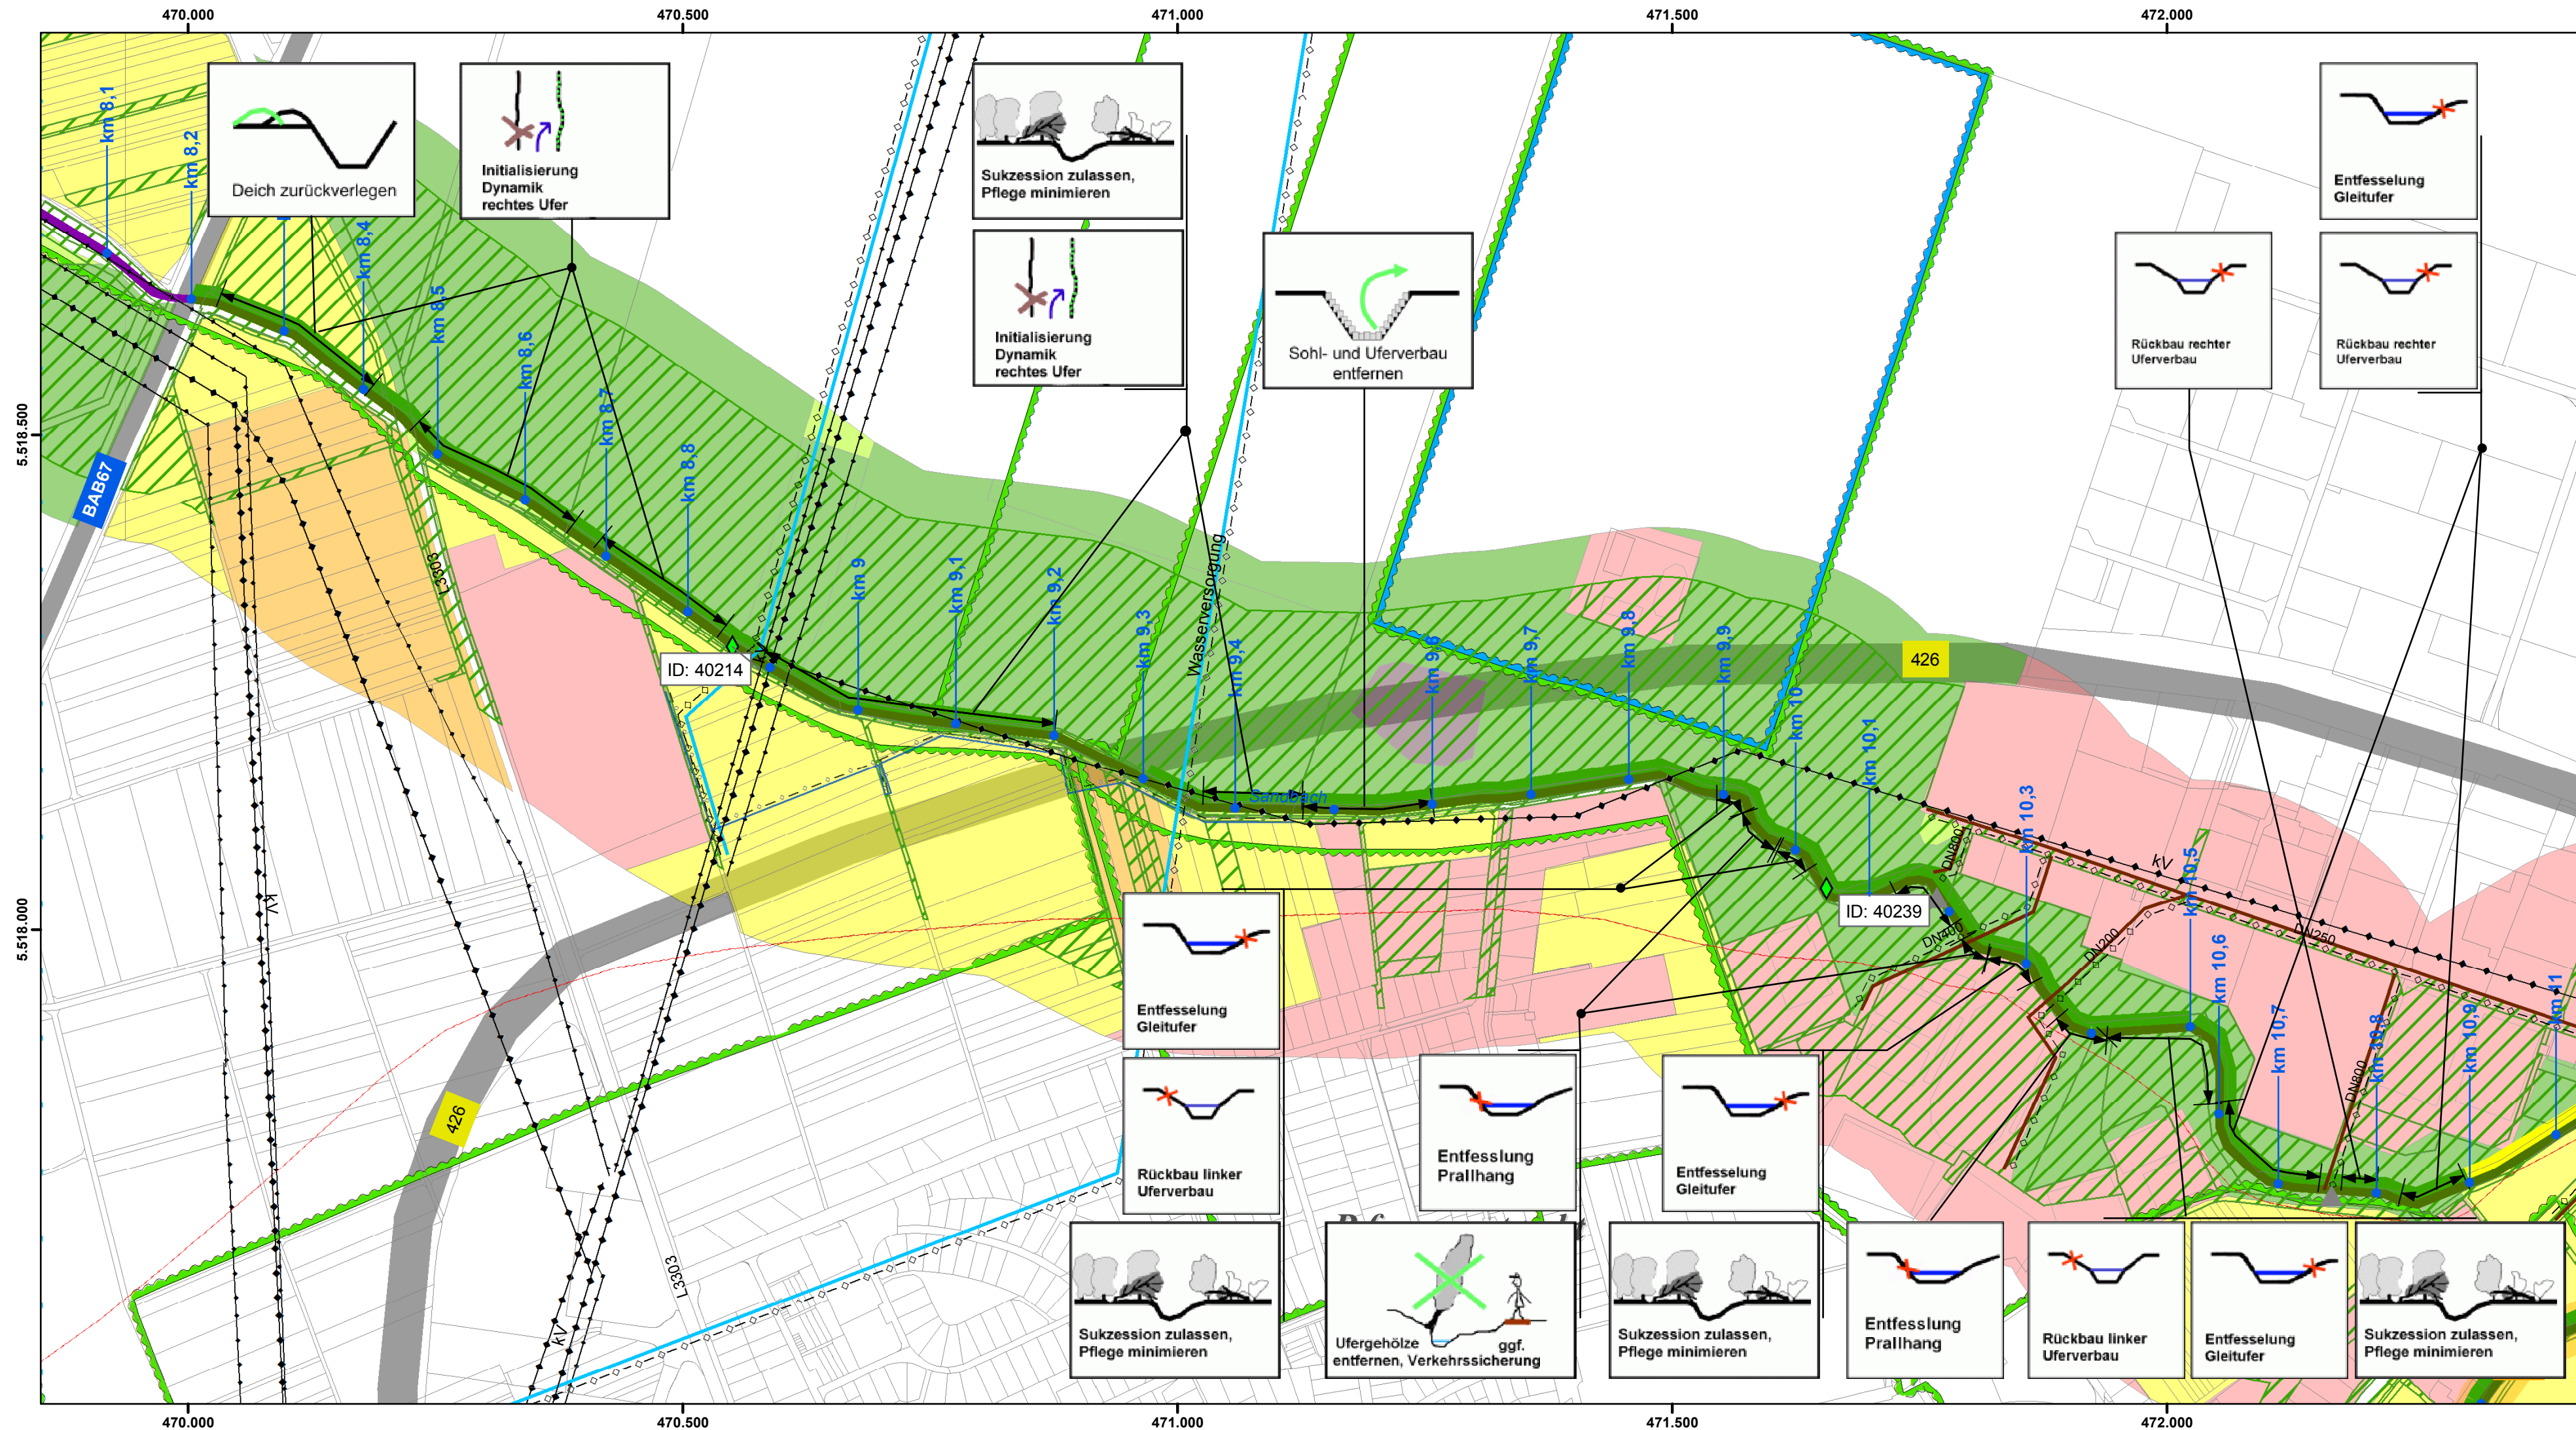 470.000
470.500
471.000
471.500
472.000
5.518.500
5.518.000
km 8,1
km 8,2
km 8,4
km 8,5
km 8,6
km 8,7
km 8,8
km 9
km 9,1
km 9,2
km 9,3
km 9,4
km 9,6
km 9,7
km 9,8
km 9,9
km 10
km 10,1
km 10,3
km 10,5
km 10,6
km 10,7
km 10,8
km 10,9
km 11
Deich zurückverlegen
Initialisierung
Dynamik
rechtes Ufer
Sukzession zulassen,
Pflege minimieren
Initialisierung
Dynamik
rechtes Ufer
Sohl- und Uferverbau
entfernen
Entfesselung
Gleitufer
Rückbau rechter
Uferverbau
Rückbau rechter
Uferverbau
BAB67
L3303
Wasserversorgung
ID: 40214
kV
426
Sandbach
ID: 40239
DN800
DN400
DN200
kV
DN250
DN800
kV
426
L3303
kV
Entfesselung
Gleitufer
Rückbau linker
Uferverbau
Sukzession zulassen,
Pflege minimieren
Entfesslung
Prallhang
Ufergehölze ggf.
entfernen, Verkehrssicherung
Entfesselung
Gleitufer
Sukzession zulassen,
Pflege minimieren
Entfesslung
Prallhang
Rückbau linker
Uferverbau
Entfesselung
Gleitufer
Sukzession zulassen,
Pflege minimieren
470.000
470.500
471.000
471.500
472.000